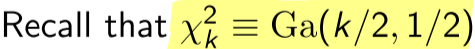 Recall that χ²ₖ ≡ Ga(k/2, 1/2)